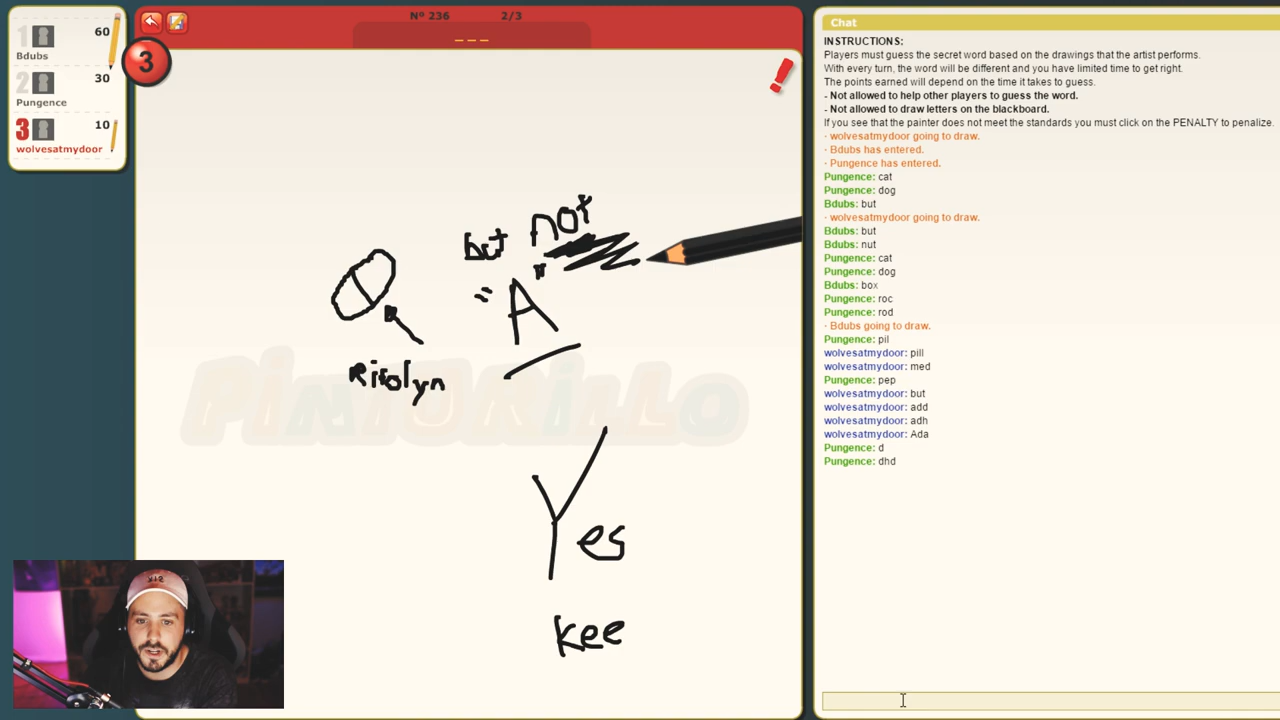 1
60
Bdubs
2
30
Pungence
3
10
wolvesatmydoor
3
Nº 236
2/3
_ _ _
but not
"A"
Rifolyn
Yes
kee
PINTURILLO
Chat
INSTRUCTIONS:
Players must guess the secret word based on the drawings that the artist performs.
With every turn, the word will be different and you have limited time to get right.
The points earned will depend on the time it takes to guess.
- Not allowed to help other players to guess the word.
- Not allowed to draw letters on the blackboard.
If you see that the painter does not meet the standards you must click on the PENALTY to penalize.
· wolvesatmydoor going to draw.
· Bdubs has entered.
· Pungence has entered.
Pungence: cat
Pungence: dog
Bdubs: but
· wolvesatmydoor going to draw.
Bdubs: but
Bdubs: nut
Pungence: cat
Pungence: dog
Bdubs: box
Pungence: roc
Pungence: rod
· Bdubs going to draw.
Pungence: pil
wolvesatmydoor: pill
wolvesatmydoor: med
Pungence: pep
wolvesatmydoor: but
wolvesatmydoor: add
wolvesatmydoor: adh
wolvesatmydoor: Ada
Pungence: d
Pungence: dhd